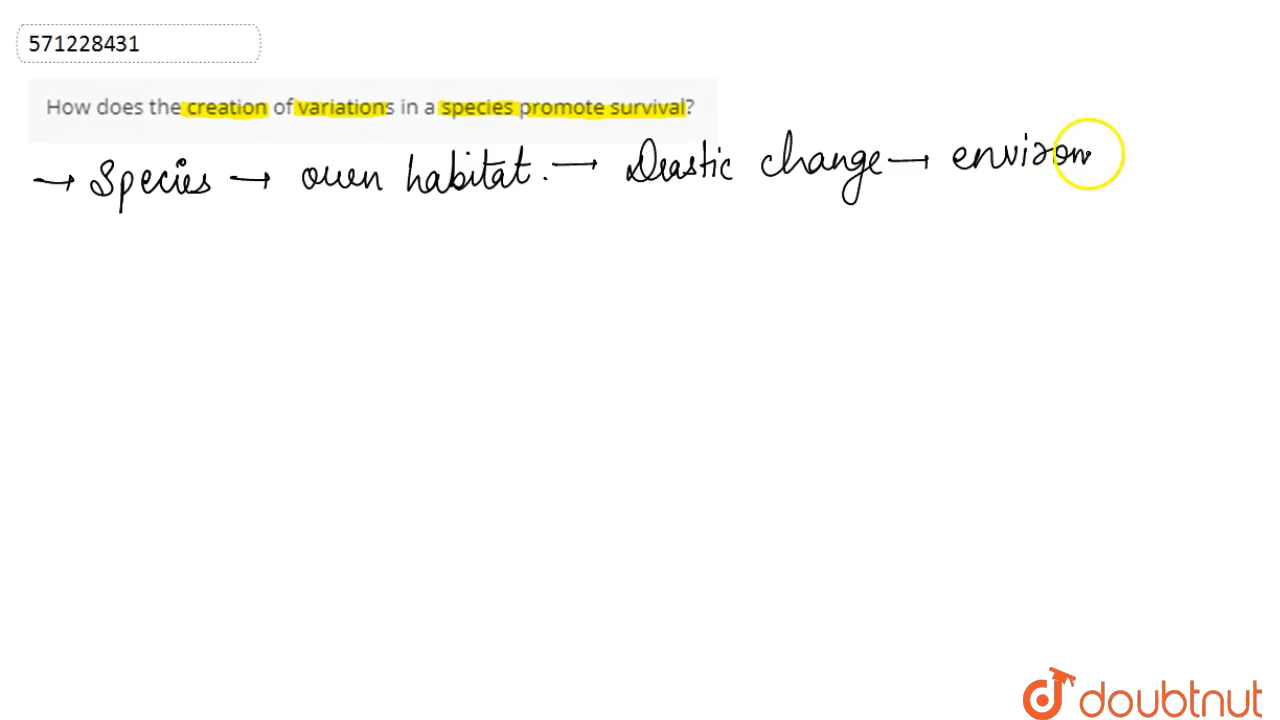 571228431
How does the creation of variations in a species promote survival?
→ Species → own habitat. → Drastic change → environ
doubtnut